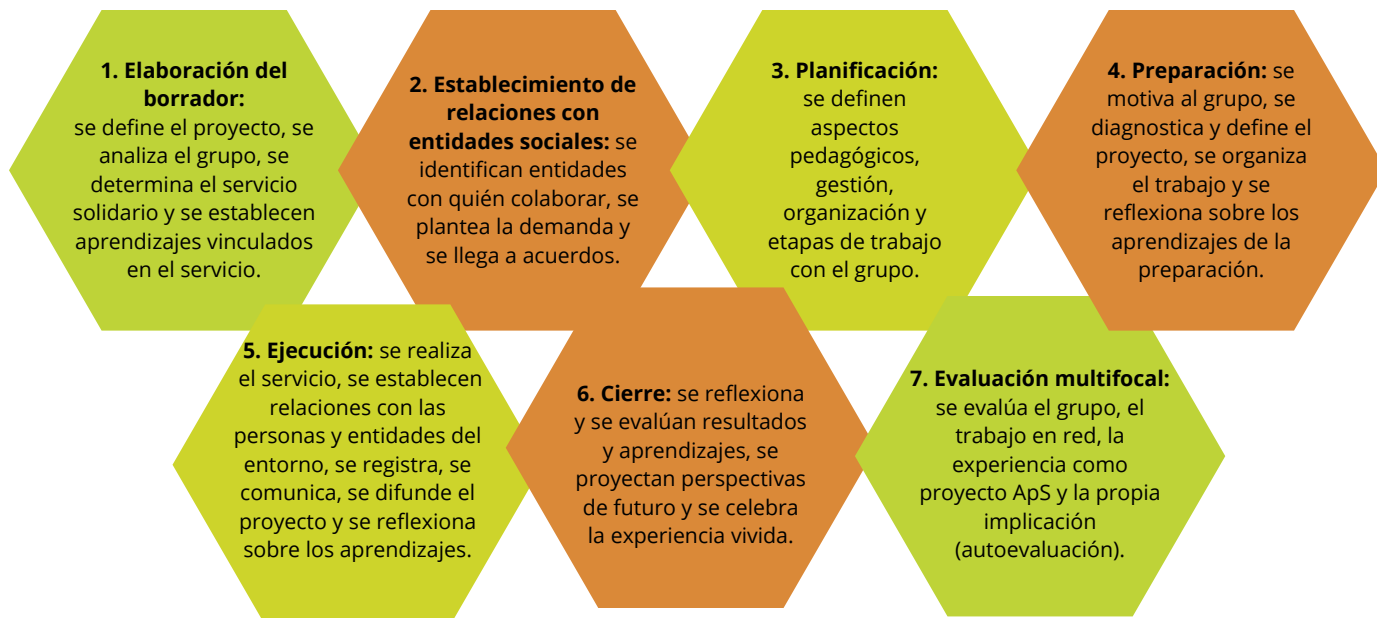 1. Elaboración del
borrador:
se define el proyecto, se
analiza el grupo, se
determina el servicio
solidario y se establecen
aprendizajes vinculados
en el servicio.
2. Establecimiento de
relaciones con
entidades sociales: se
identifican entidades
con quién colaborar, se
plantea la demanda y
se llega a acuerdos.
3. Planificación:
se definen
aspectos
pedagógicos,
gestión,
organización y
etapas de trabajo
con el grupo.
4. Preparación: se
motiva al grupo, se
diagnostica y define el
proyecto, se organiza
el trabajo y se
reflexiona sobre los
aprendizajes de la
preparación.
5. Ejecución: se realiza
el servicio, se establecen
relaciones con las
personas y entidades del
entorno, se registra, se
comunica, se difunde el
proyecto y se reflexiona
sobre los aprendizajes.
6. Cierre: se reflexiona
y se evalúan resultados
y aprendizajes, se
proyectan perspectivas
de futuro y se celebra
la experiencia vivida.
7. Evaluación multifocal:
se evalúa el grupo, el
trabajo en red, la
experiencia como
proyecto ApS y la propia
implicación
(autoevaluación).